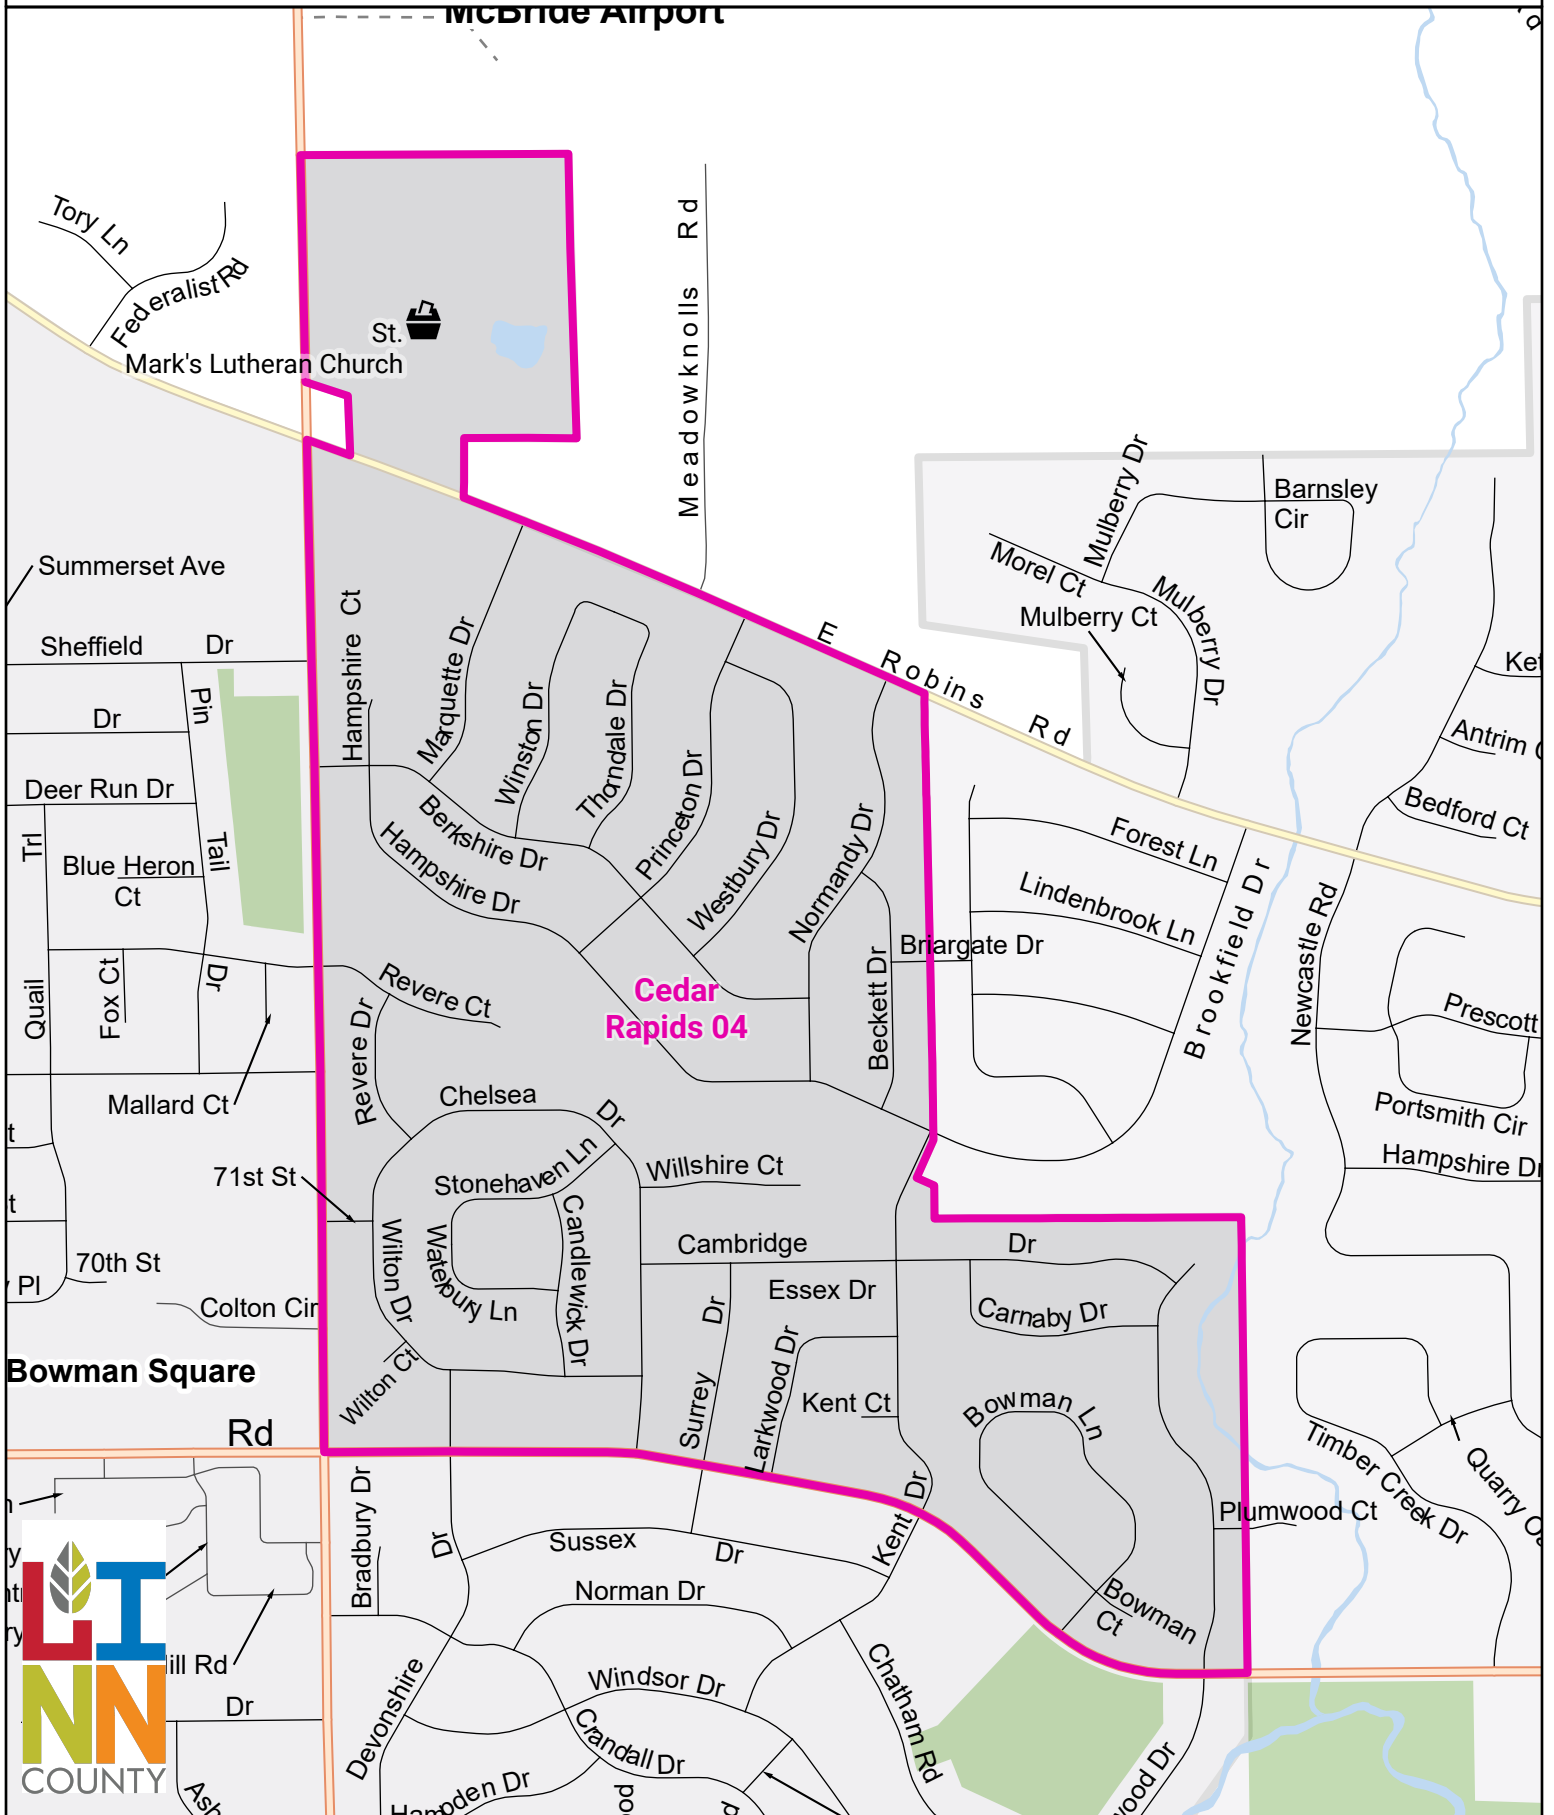 McBride Airport
Tory Ln
Federalist Rd
Meadowknolls Rd
St.
Mark's Lutheran Church
Mulberry Dr
Barnsley
Cir
Morel Ct
Mulberry Dr
Mulberry Ct
Summerset Ave
Sheffield Dr
Hampshire Ct
Marquette Dr
E Robins Rd
Pin Tail Dr
Dr
Winston Dr
Thorndale Dr
Princeton Dr
Antrim
Deer Run Dr
Bedford Ct
Trl
Berkshire Dr
Hampshire Dr
Westbury Dr
Normandy Dr
Forest Ln
Blue Heron
Ct
Lindenbrook Ln
Brookfield Dr
Newcastle Rd
Briargate Dr
Quail
Fox Ct
Revere Ct
Revere Dr
Cedar
Rapids 04
Beckett Dr
Prescott
Mallard Ct
Chelsea Dr
Portsmith Cir
Stonehaven Ln
Willshire Ct
Hampshire Dr
71st St
Wilton Dr
Waterbury Ln
Candlewick Dr
Cambridge Dr
70th St
Pl
Essex Dr
Colton Cir
Surrey Dr
Larkwood Dr
Carnaby Dr
Bowman Square
Wilton Ct
Kent Ct
Bowman Ln
Rd
Timber Creek Dr
Quarry
Bradbury Dr
Dr
Kent Dr
Plumwood Ct
Sussex Dr
Norman Dr
Bowman
Ct
LINN
COUNTY
Dr
Devonshire
Windsor Dr
Crandall Dr
Chatham Rd